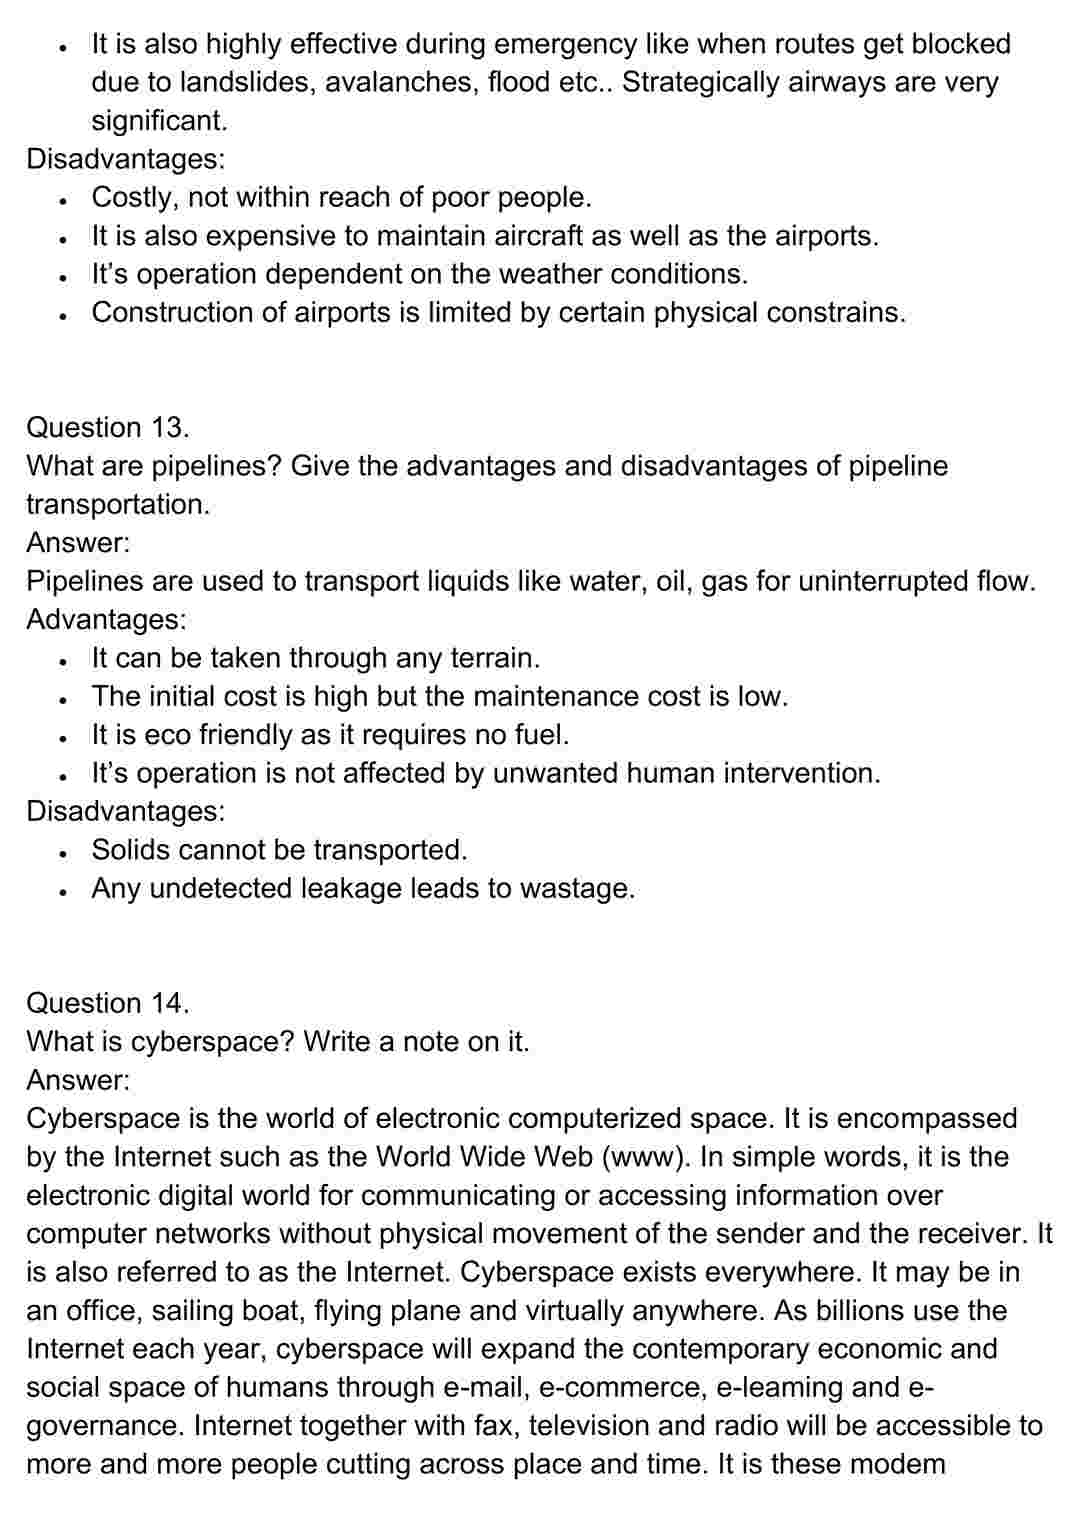 • It is also highly effective during emergency like when routes get blocked
due to landslides, avalanches, flood etc.. Strategically airways are very
significant.
Disadvantages:
• Costly, not within reach of poor people.
• It is also expensive to maintain aircraft as well as the airports.
• It’s operation dependent on the weather conditions.
• Construction of airports is limited by certain physical constrains.
Question 13.
What are pipelines? Give the advantages and disadvantages of pipeline
transportation.
Answer:
Pipelines are used to transport liquids like water, oil, gas for uninterrupted flow.
Advantages:
• It can be taken through any terrain.
• The initial cost is high but the maintenance cost is low.
• It is eco friendly as it requires no fuel.
• It’s operation is not affected by unwanted human intervention.
Disadvantages:
• Solids cannot be transported.
• Any undetected leakage leads to wastage.
Question 14.
What is cyberspace? Write a note on it.
Answer:
Cyberspace is the world of electronic computerized space. It is encompassed
by the Internet such as the World Wide Web (www). In simple words, it is the
electronic digital world for communicating or accessing information over
computer networks without physical movement of the sender and the receiver. It
is also referred to as the Internet. Cyberspace exists everywhere. It may be in
an office, sailing boat, flying plane and virtually anywhere. As billions use the
Internet each year, cyberspace will expand the contemporary economic and
social space of humans through e-mail, e-commerce, e-leaming and e-
governance. Internet together with fax, television and radio will be accessible to
more and more people cutting across place and time. It is these modem